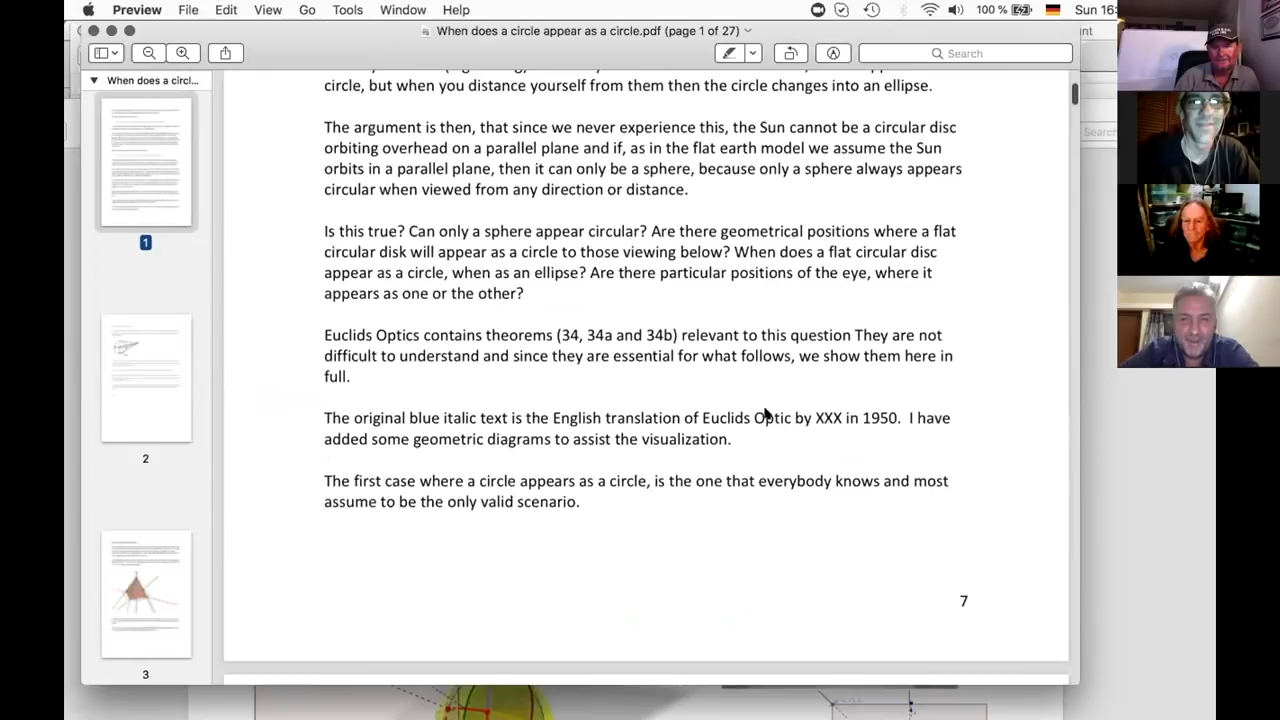 Preview File Edit View Go Tools Window Help 100 % Sun 16:
When does a circle appear as a circle.pdf (page 1 of 27)
Search
When does a circl...
circle, but when you distance yourself from them then the circle changes into an ellipse.
The argument is then, that since we never experience this, the Sun cannot be a circular disc
orbiting overhead on a parallel plane and if, as in the flat earth model we assume the Sun
orbits in a parallel plane, then it can only be a sphere, because only a sphere always appears
circular when viewed from any direction or distance.
Is this true? Can only a sphere appear circular? Are there geometrical positions where a flat
circular disk will appear as a circle to those viewing below? When does a flat circular disc
appear as a circle, when as an ellipse? Are there particular positions of the eye, where it
appears as one or the other?
Euclids Optics contains theorems (34, 34a and 34b) relevant to this question They are not
difficult to understand and since they are essential for what follows, we show them here in
full.
The original blue italic text is the English translation of Euclids Optic by XXX in 1950. I have
added some geometric diagrams to assist the visualization.
The first case where a circle appears as a circle, is the one that everybody knows and most
assume to be the only valid scenario.
7
1
2
3
Search